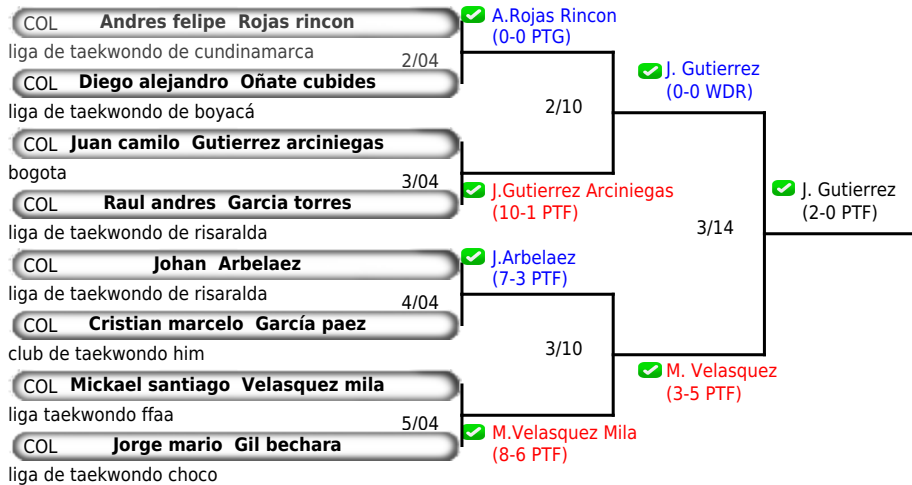 COL Andres felipe Rojas rincon
liga de taekwondo de cundinamarca
2/04
COL Diego alejandro Oñate cubides
liga de taekwondo de boyacá
COL Juan camilo Gutierrez arciniegas
bogota
3/04
COL Raul andres Garcia torres
liga de taekwondo de risaralda
COL Johan Arbelaez
liga de taekwondo de risaralda
4/04
COL Cristian marcelo García paez
club de taekwondo him
COL Mickael santiago Velasquez mila
liga taekwondo ffaa
5/04
COL Jorge mario Gil bechara
liga de taekwondo choco
A.Rojas Rincon
(0-0 PTG)
2/10
J.Gutierrez Arciniegas
(10-1 PTF)
J.Arbelaez
(7-3 PTF)
3/10
M.Velasquez Mila
(8-6 PTF)
J. Gutierrez
(0-0 WDR)
3/14
M. Velasquez
(3-5 PTF)
J. Gutierrez
(2-0 PTF)